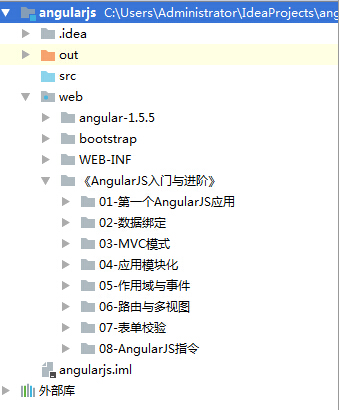 angularjs C:\Users\Administrator\IdeaProjects\ang
.idea
out
src
web
angular-1.5.5
bootstrap
WEB-INF
《AngularJS入门与进阶》
01-第一个AngularJS应用
02-数据绑定
03-MVC模式
04-应用模块化
05-作用域与事件
06-路由与多视图
07-表单校验
08-AngularJS指令
angularjs.iml
外部库